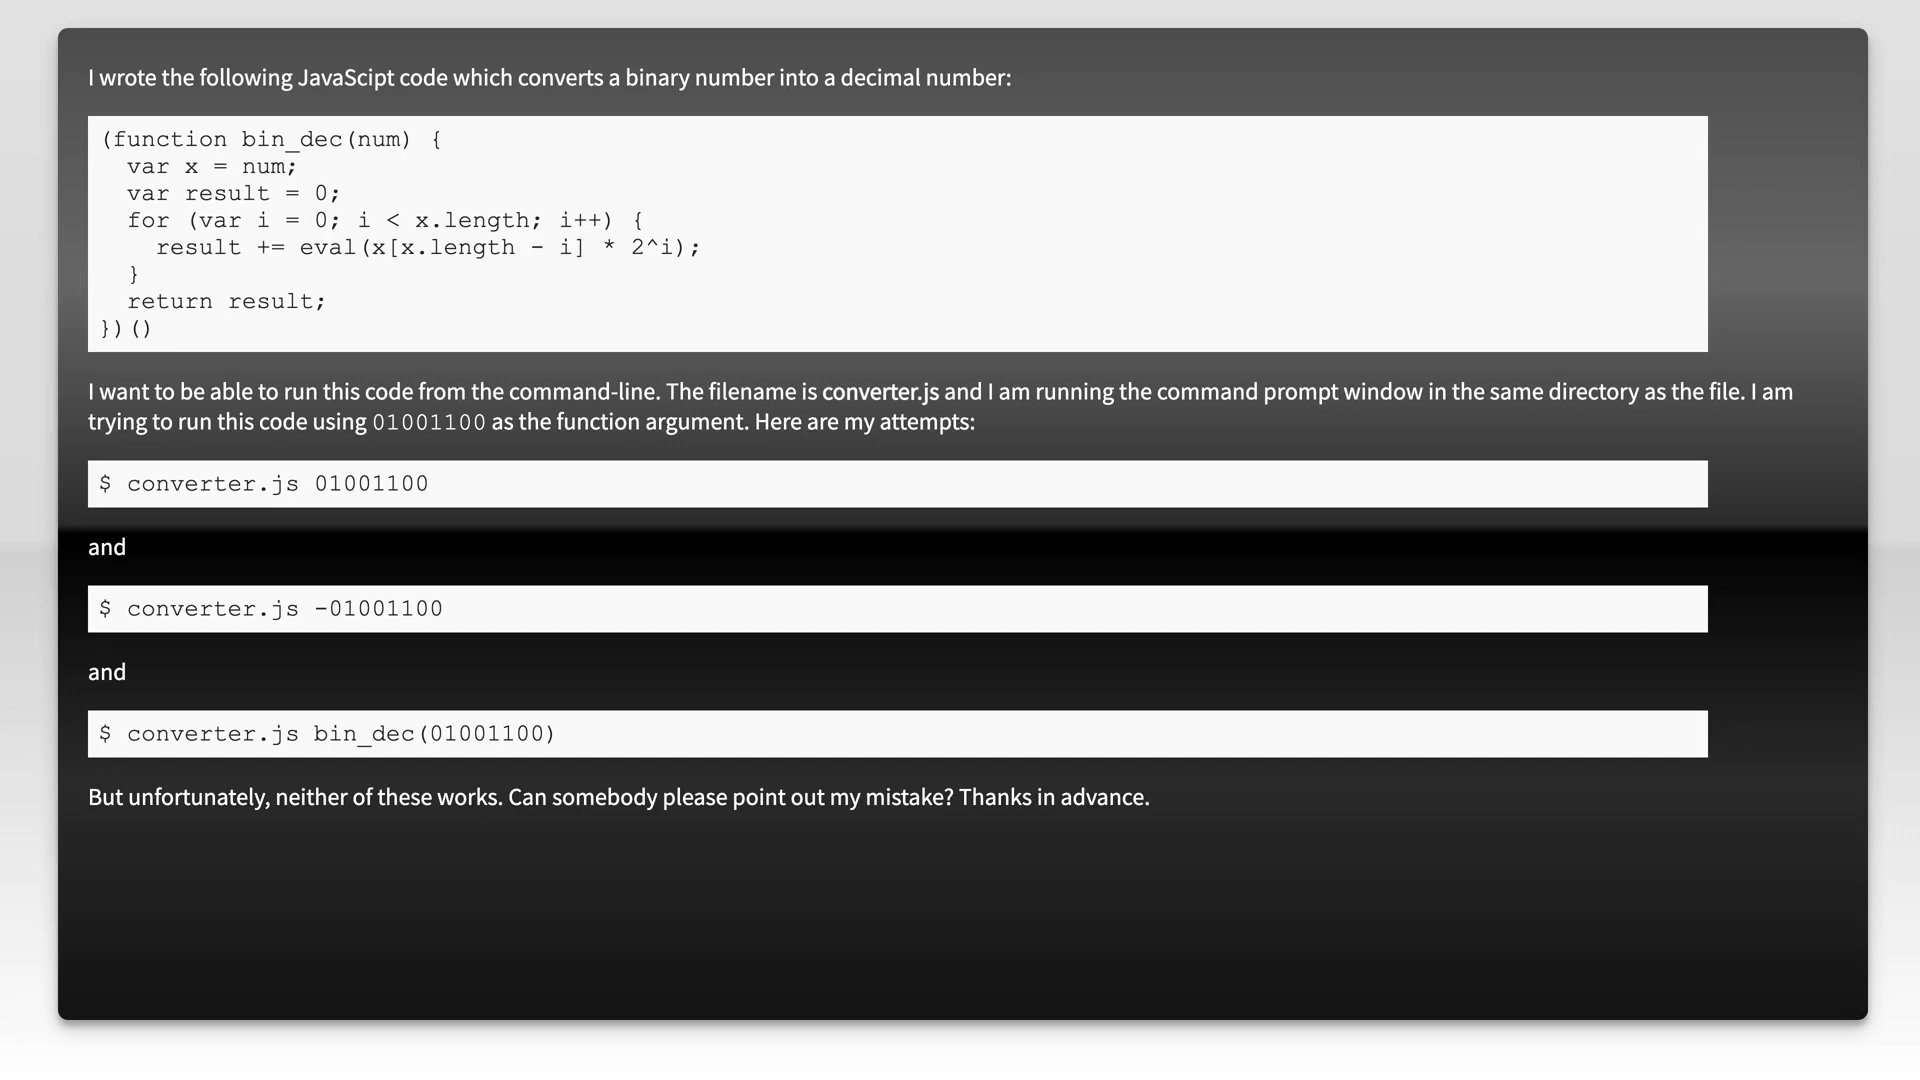 I wrote the following JavaScipt code which converts a binary number into a decimal number:
(function bin_dec(num) {
  var x = num;
  var result = 0;
  for (var i = 0; i < x.length; i++) {
    result += eval(x[x.length - i] * 2^i);
  }
  return result;
})()
I want to be able to run this code from the command-line. The filename is converter.js and I am running the command prompt window in the same directory as the file. I am
trying to run this code using 01001100 as the function argument. Here are my attempts:
$ converter.js 01001100
and
$ converter.js -01001100
and
$ converter.js bin_dec(01001100)
But unfortunately, neither of these works. Can somebody please point out my mistake? Thanks in advance.